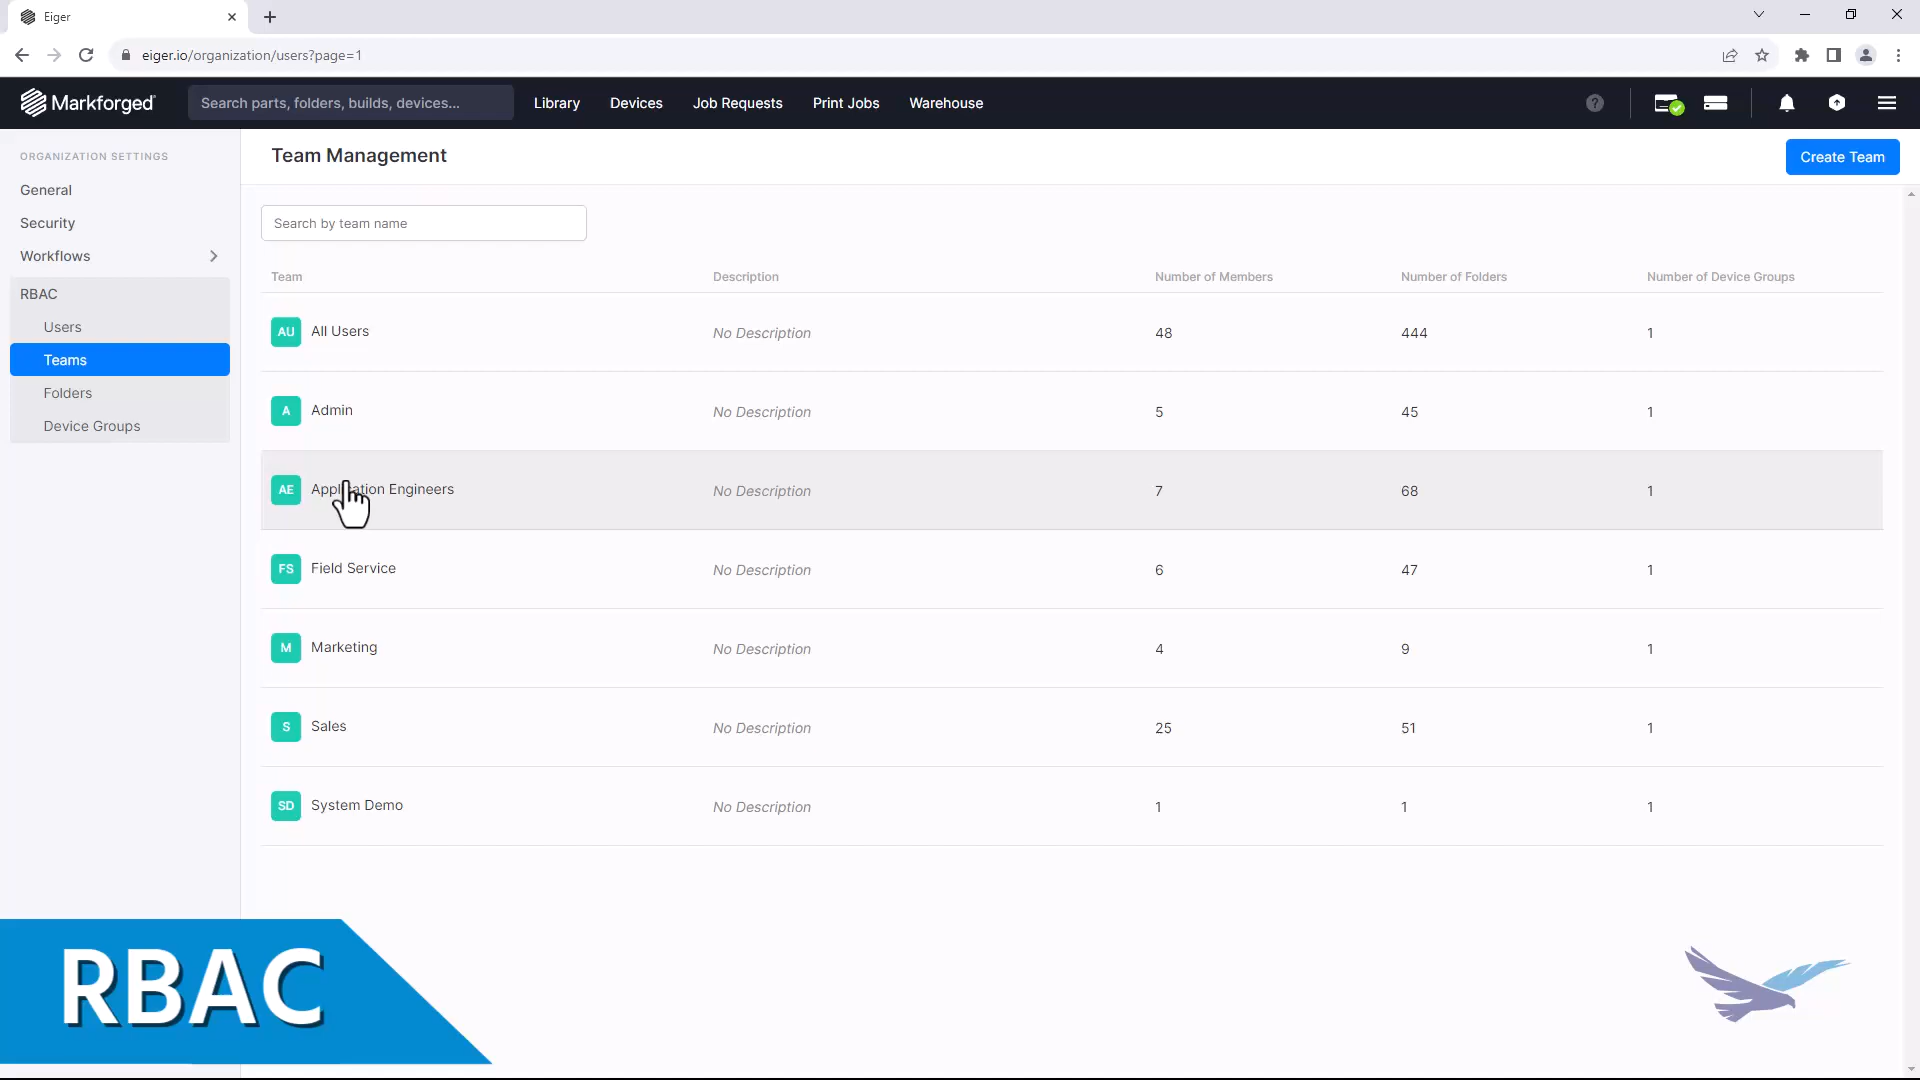 Eiger
eiger.io/organization/users?page=1
Markforged
Search parts, folders, builds, devices...
Library
Devices
Job Requests
Print Jobs
Warehouse
?
ORGANIZATION SETTINGS
General
Security
Workflows
RBAC
Users
Teams
Folders
Device Groups
Team Management
Create Team
Search by team name
Team Description Number of Members Number of Folders Number of Device Groups
AU All Users No Description 48 444 1
A Admin No Description 5 45 1
AE Application Engineers No Description 7 68 1
FS Field Service No Description 6 47 1
M Marketing No Description 4 9 1
S Sales No Description 25 51 1
SD System Demo No Description 1 1 1
RBAC